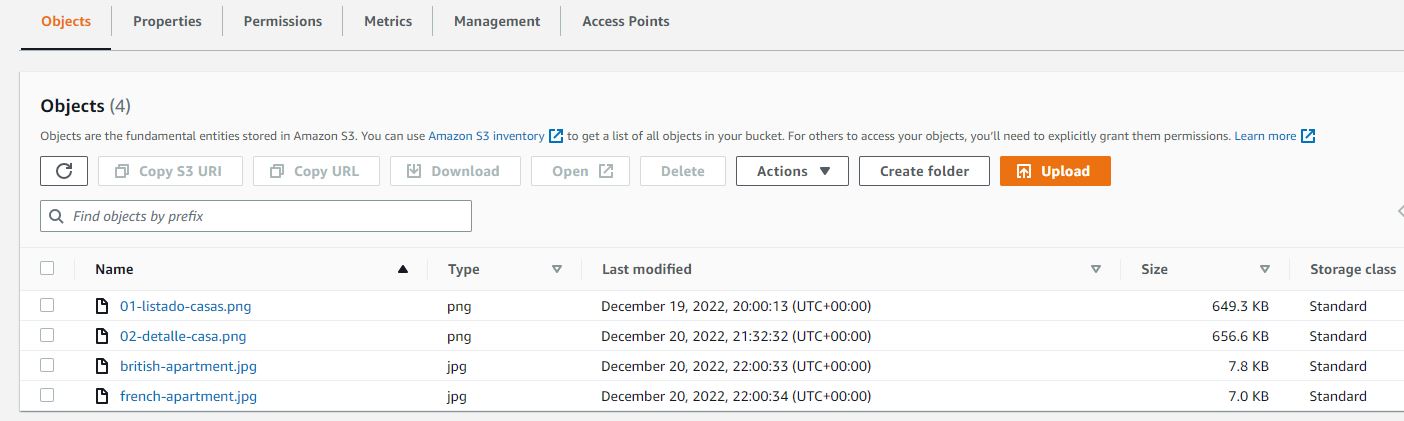 Objects Properties Permissions Metrics Management Access Points
Objects (4)
Objects are the fundamental entities stored in Amazon S3. You can use Amazon S3 inventory to get a list of all objects in your bucket. For others to access your objects, you'll need to explicitly grant them permissions. Learn more
Copy S3 URI Copy URL Download Open Delete Actions Create folder Upload
Find objects by prefix
Name Type Last modified Size Storage class
01-listado-casas.png png December 19, 2022, 20:00:13 (UTC+00:00) 649.3 KB Standard
02-detalle-casa.png png December 20, 2022, 21:32:32 (UTC+00:00) 656.6 KB Standard
british-apartment.jpg jpg December 20, 2022, 22:00:33 (UTC+00:00) 7.8 KB Standard
french-apartment.jpg jpg December 20, 2022, 22:00:34 (UTC+00:00) 7.0 KB Standard